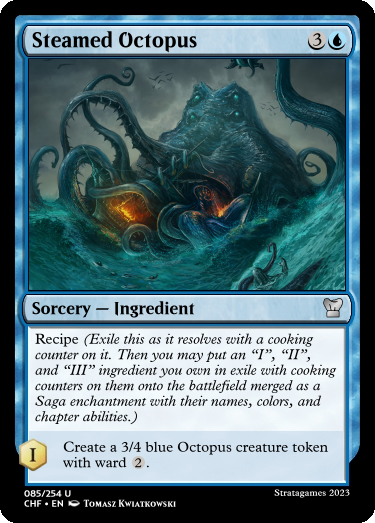 Steamed Octopus 3
Sorcery — Ingredient
Recipe (Exile this as it resolves with a cooking
counter on it. Then you may put an “I”, “II”,
and “III” ingredient you own in exile with cooking
counters on them onto the battlefield merged as a
Saga enchantment with their names, colors, and
chapter abilities.)
I Create a 3/4 blue Octopus creature token
with ward 2.
085/254 U Stratagames 2023
CHF • EN Tomasz Kwiatkowski